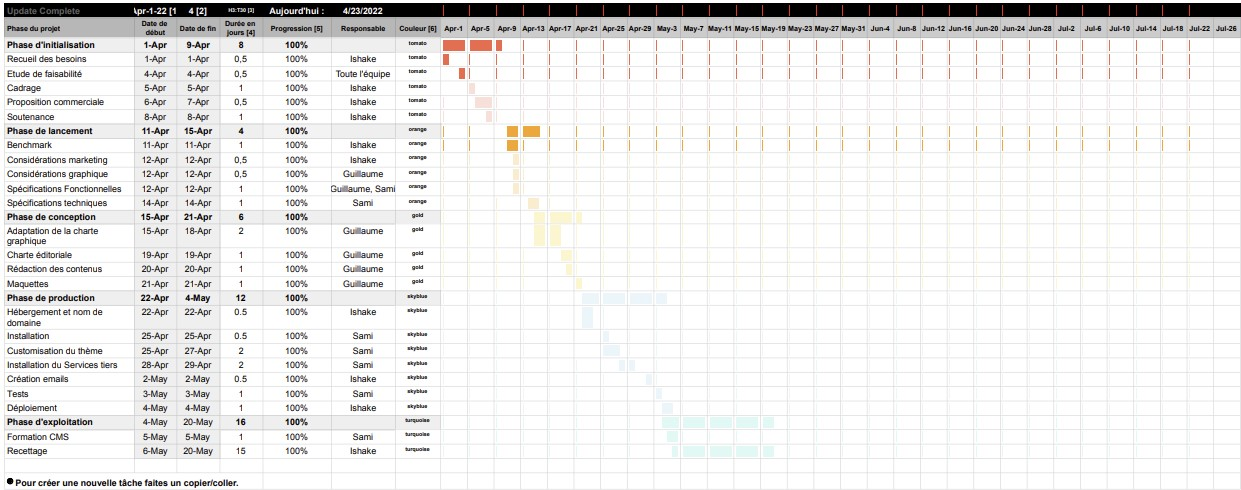 Update Complete Apr-1-22 [1 4 [2] H3:T30 [3] Aujourd'hui : 4/23/2022
Phase du projet Date de début Date de fin Durée en jours [4] Progression [5] Responsable Couleur [6] Apr-1 Apr-5 Apr-9 Apr-13 Apr-17 Apr-21 Apr-25 Apr-29 May-3 May-7 May-11 May-15 May-19 May-23 May-27 May-31 Jun-4 Jun-8 Jun-12 Jun-16 Jun-20 Jun-24 Jun-28 Jul-2 Jul-6 Jul-10 Jul-14 Jul-18 Jul-22 Jul-26
Phase d'initialisation 1-Apr 9-Apr 8 100% tomato
Recueil des besoins 1-Apr 1-Apr 0,5 100% Ishake tomato
Etude de faisabilité 4-Apr 4-Apr 0,5 100% Toute l'équipe tomato
Cadrage 5-Apr 5-Apr 1 100% Ishake tomato
Proposition commerciale 6-Apr 7-Apr 0,5 100% Ishake tomato
Soutenance 8-Apr 8-Apr 1 100% Ishake tomato
Phase de lancement 11-Apr 15-Apr 4 100% orange
Benchmark 11-Apr 11-Apr 1 100% Ishake orange
Considérations marketing 12-Apr 12-Apr 0,5 100% Ishake orange
Considérations graphique 12-Apr 12-Apr 0,5 100% Guillaume orange
Spécifications Fonctionnelles 12-Apr 12-Apr 1 100% Guillaume, Sami orange
Spécifications techniques 14-Apr 14-Apr 1 100% Sami orange
Phase de conception 15-Apr 21-Apr 6 100% gold
Adaptation de la charte graphique 15-Apr 18-Apr 2 100% Guillaume gold
Charte éditoriale 19-Apr 19-Apr 1 100% Guillaume gold
Rédaction des contenus 20-Apr 20-Apr 1 100% Guillaume gold
Maquettes 21-Apr 21-Apr 1 100% Guillaume gold
Phase de production 22-Apr 4-May 12 100% skyblue
Hébergement et nom de domaine 22-Apr 22-Apr 0.5 100% Ishake skyblue
Installation 25-Apr 25-Apr 0.5 100% Sami skyblue
Customisation du thème 25-Apr 27-Apr 2 100% Sami skyblue
Installation du Services tiers 28-Apr 29-Apr 2 100% Sami skyblue
Création emails 2-May 2-May 0.5 100% Ishake skyblue
Tests 3-May 3-May 1 100% Sami skyblue
Déploiement 4-May 4-May 1 100% Ishake skyblue
Phase d'exploitation 4-May 20-May 16 100% turquoise
Formation CMS 5-May 5-May 1 100% Sami turquoise
Recettage 6-May 20-May 15 100% Ishake turquoise
● Pour créer une nouvelle tâche faites un copier/coller.